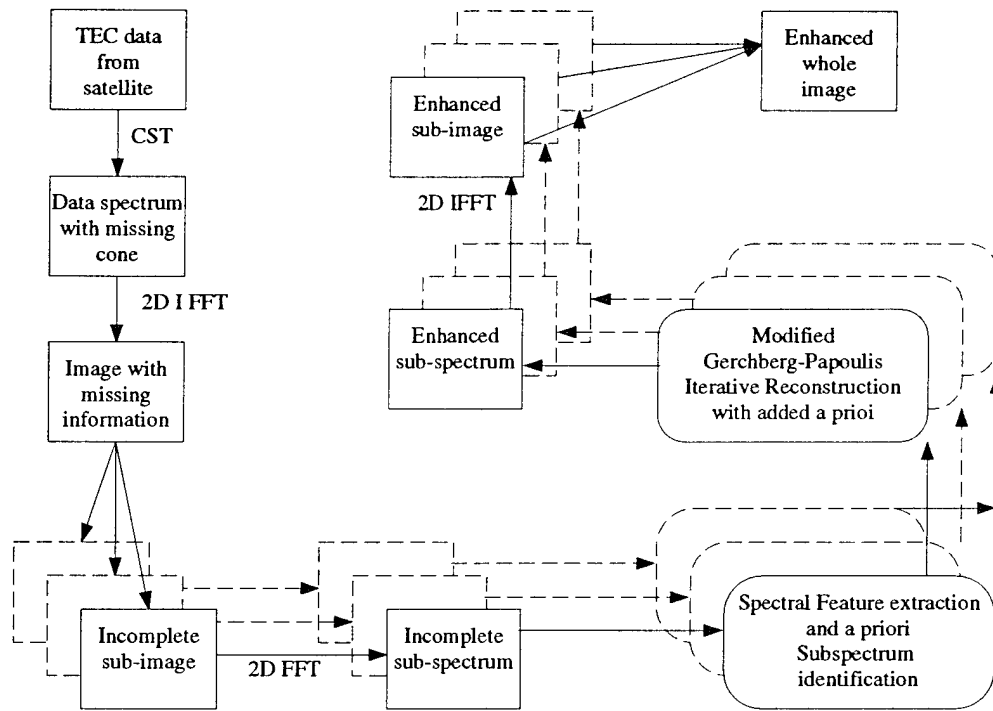 TEC data
from
satellite
CST
Data spectrum
with missing
cone
2D I FFT
Image with
missing
information
Incomplete
sub-image
2D FFT
Incomplete
sub-spectrum
Spectral Feature extraction
and a priori
Subspectrum
identification
Modified
Gerchberg-Papoulis
Iterative Reconstruction
with added a prioi
Enhanced
sub-spectrum
2D IFFT
Enhanced
sub-image
Enhanced
whole
image